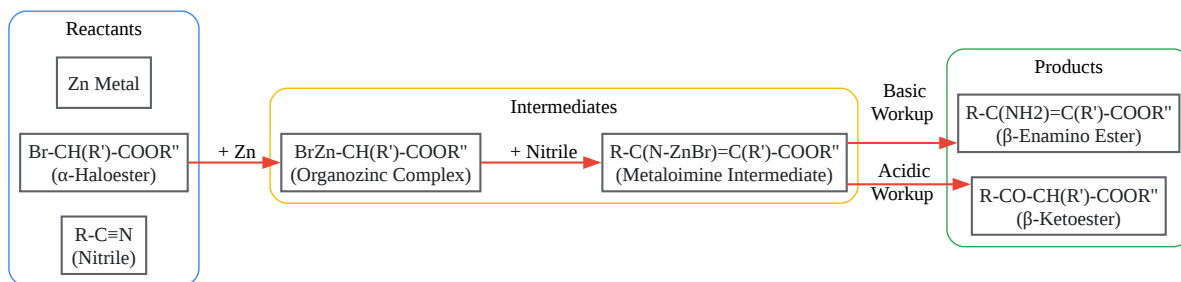 Reactants
Zn Metal
Br-CH(R')-COOR"
(α-Haloester)
R-C≡N
(Nitrile)
+ Zn
Intermediates
BrZn-CH(R')-COOR"
(Organozinc Complex)
+ Nitrile
R-C(N-ZnBr)=C(R')-COOR"
(Metaloimine Intermediate)
Basic
Workup
Acidic
Workup
Products
R-C(NH2)=C(R')-COOR"
(β-Enamino Ester)
R-CO-CH(R')-COOR"
(β-Ketoester)